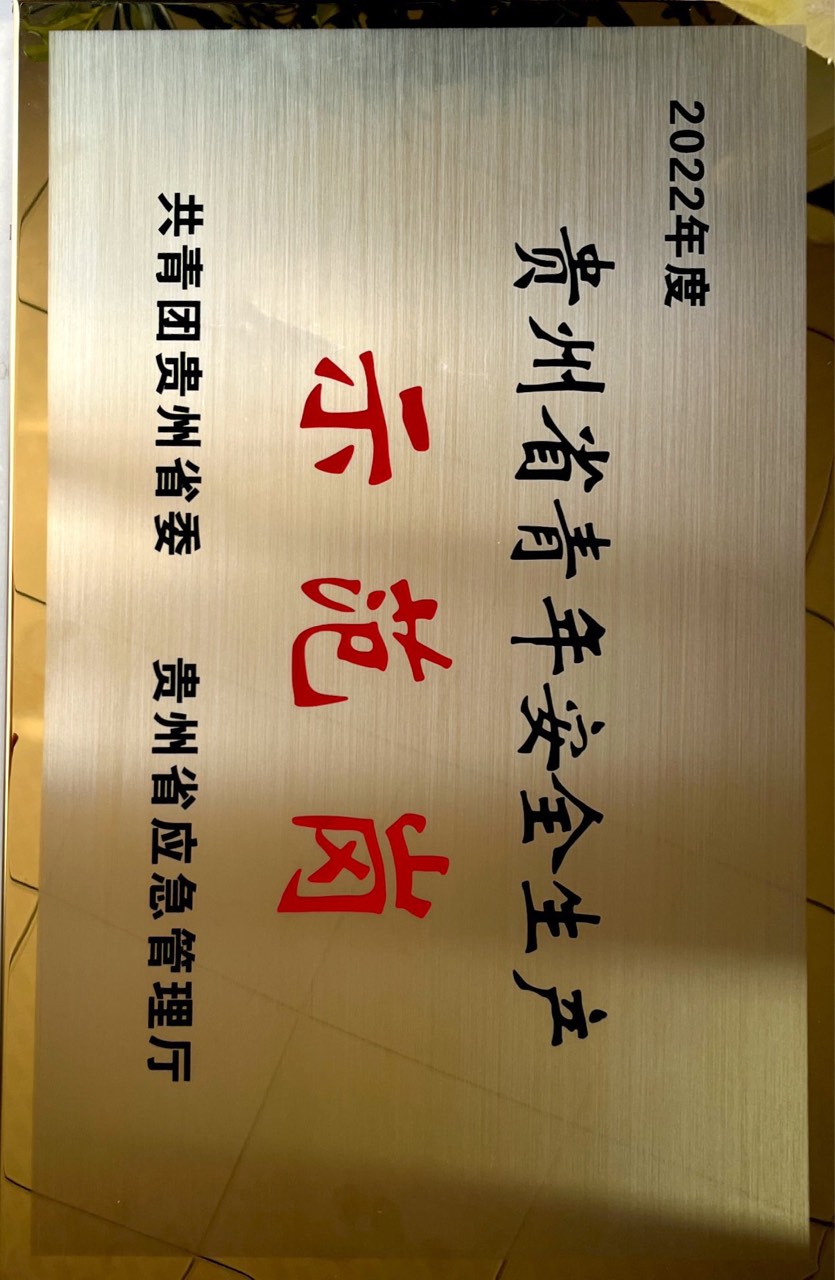 2022年度
贵州省青年安全生产
示范岗
共青团贵州省委 贵州省应急管理厅